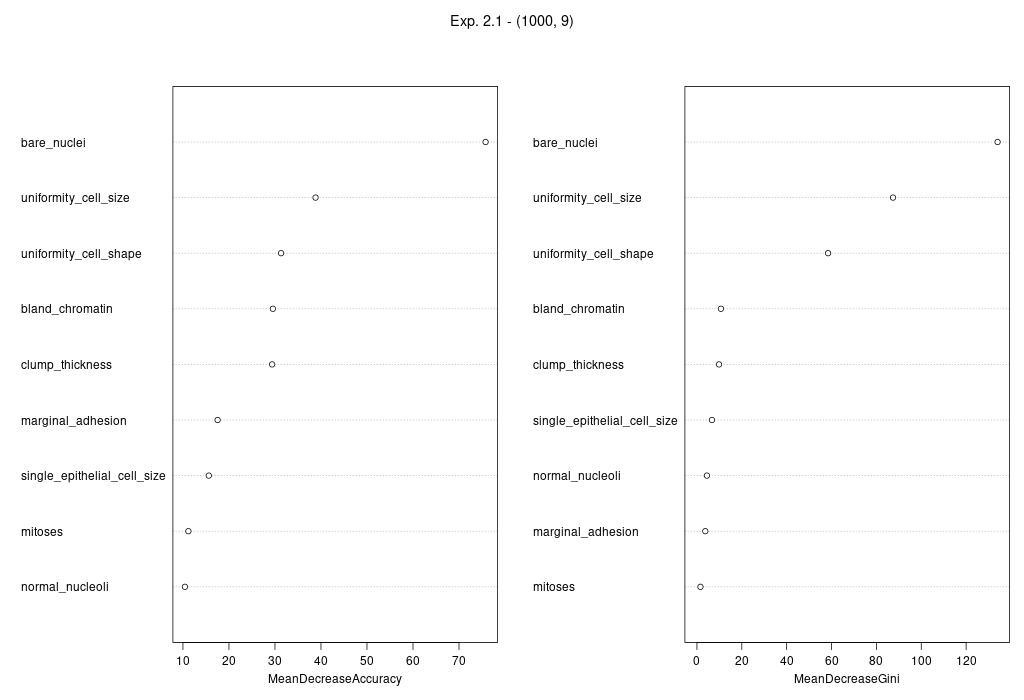 Exp. 2.1 - (1000, 9)
bare_nuclei
uniformity_cell_size
uniformity_cell_shape
bland_chromatin
clump_thickness
marginal_adhesion
single_epithelial_cell_size
mitoses
normal_nucleoli
10 20 30 40 50 60 70
MeanDecreaseAccuracy
bare_nuclei
uniformity_cell_size
uniformity_cell_shape
bland_chromatin
clump_thickness
single_epithelial_cell_size
normal_nucleoli
marginal_adhesion
mitoses
0 20 40 60 80 100 120
MeanDecreaseGini